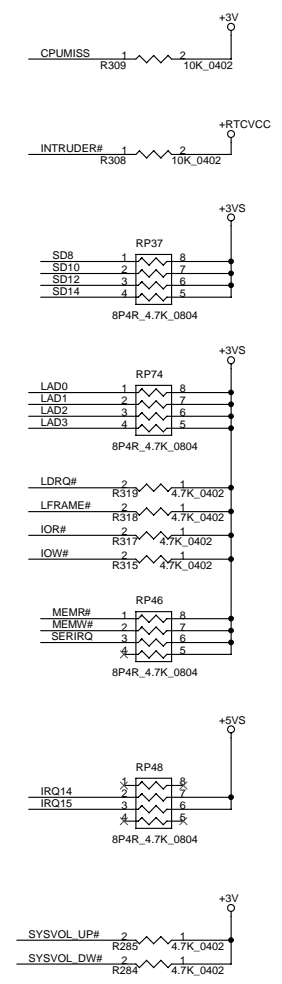 +3V
CPUMISS 1 2
R309 10K_0402
+RTCVCC
INTRUDER# 1 2
R308 10K_0402
+3VS
RP37
SD8 1 8
SD10 2 7
SD12 3 6
SD14 4 5
8P4R_4.7K_0804
+3VS
RP74
LAD0 1 8
LAD1 2 7
LAD2 3 6
LAD3 4 5
8P4R_4.7K_0804
LDRQ# 2 1
R319 4.7K_0402
LFRAME# 2 1
R318 4.7K_0402
IOR# 2 1
R317 4.7K_0402
IOW# 2 1
R315 4.7K_0402
RP46
MEMR# 1 8
MEMW# 2 7
SERIRQ 3 6
4 5
8P4R_4.7K_0804
+5VS
RP48
1 8
IRQ14 2 7
IRQ15 3 6
4 5
8P4R_4.7K_0804
+3V
SYSVOL_UP# 2 1
R285 4.7K_0402
SYSVOL_DW# 2 1
R284 4.7K_0402